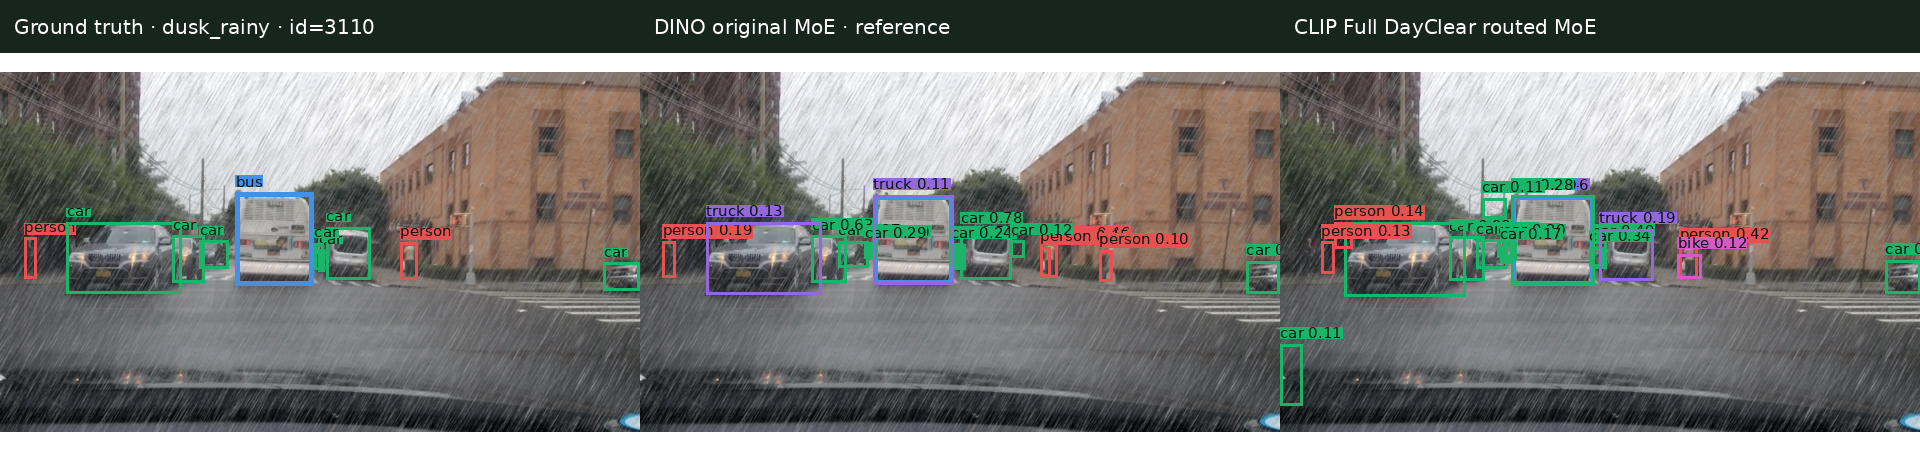 Ground truth · dusk_rainy · id=3110
DINO original MoE · reference
CLIP Full DayClear routed MoE
bus
car
car
car
car
car
car
person
person
car
truck 0.11
truck 0.13
car 0.63
car 0.78
car 0.29
car 0.24
car 0.12
person 0.19
person 0.10
car 0.11
person 0.14
person 0.13
truck 0.19
car 0.34
person 0.42
bike 0.12
car 0.11